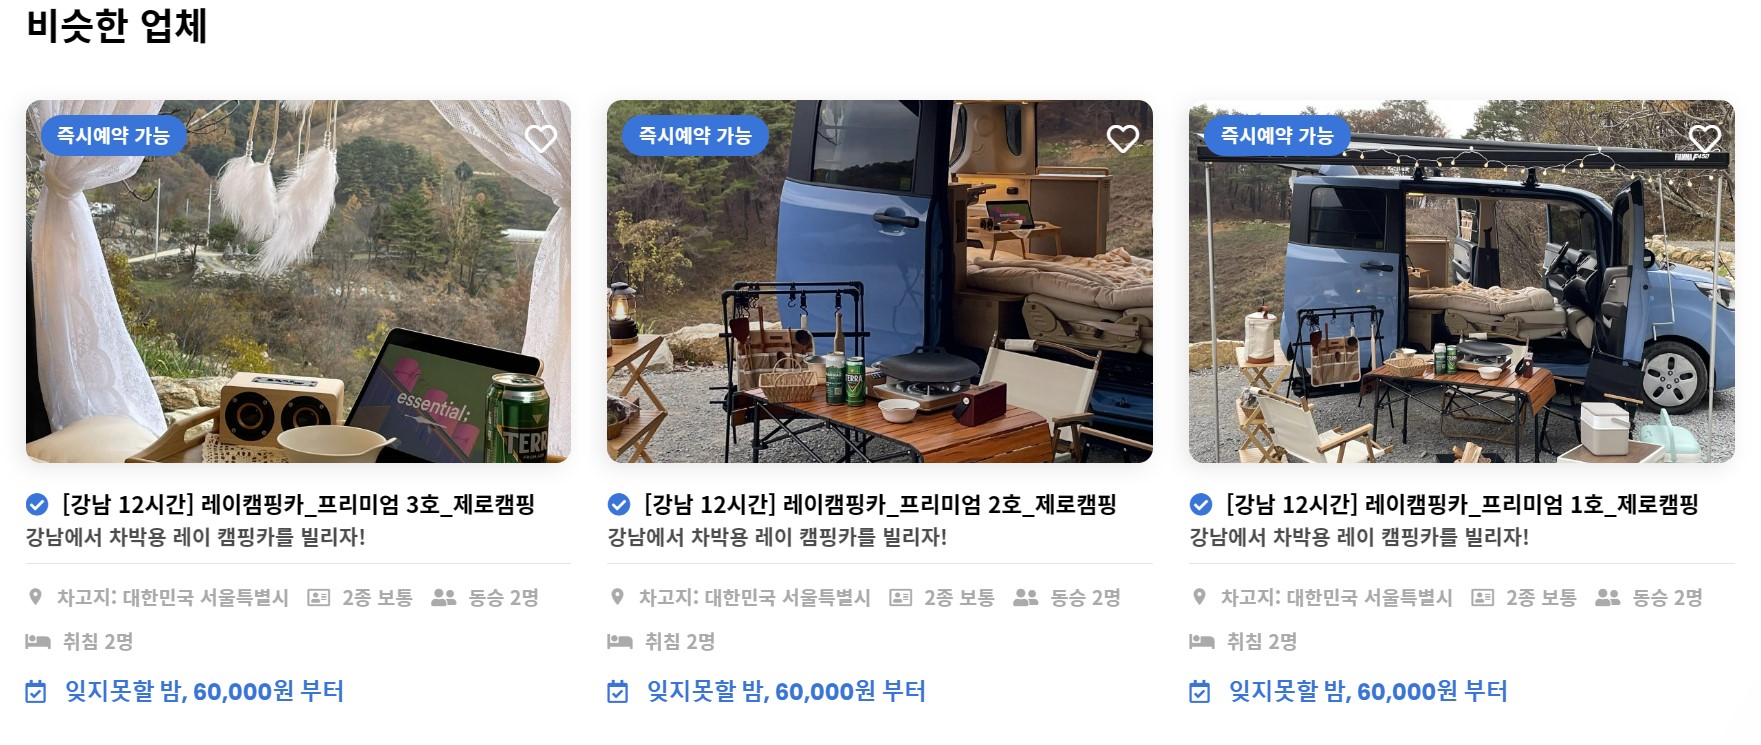 비슷한 업체
즉시예약 가능
essential;
TERRA
[강남 12시간] 레이캠핑카_프리미엄 3호_제로캠핑
강남에서 차박용 레이 캠핑카를 빌리자!
차고지: 대한민국 서울특별시 2종 보통 동승 2명
취침 2명
잊지못할 밤, 60,000원 부터
즉시예약 가능
TERRA
[강남 12시간] 레이캠핑카_프리미엄 2호_제로캠핑
강남에서 차박용 레이 캠핑카를 빌리자!
차고지: 대한민국 서울특별시 2종 보통 동승 2명
취침 2명
잊지못할 밤, 60,000원 부터
즉시예약 가능
FIAMMA F45S
[강남 12시간] 레이캠핑카_프리미엄 1호_제로캠핑
강남에서 차박용 레이 캠핑카를 빌리자!
차고지: 대한민국 서울특별시 2종 보통 동승 2명
취침 2명
잊지못할 밤, 60,000원 부터